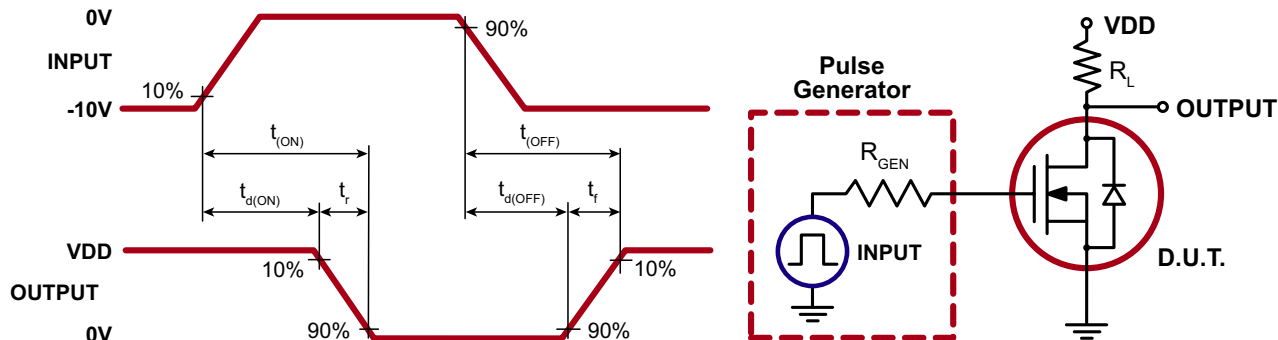 0V
INPUT
-10V
10%
90%
t(ON)
t(OFF)
td(ON)
tr
td(OFF)
tf
VDD
OUTPUT
0V
10%
90%
90%
10%
Pulse
Generator
RGEN
INPUT
VDD
RL
OUTPUT
D.U.T.